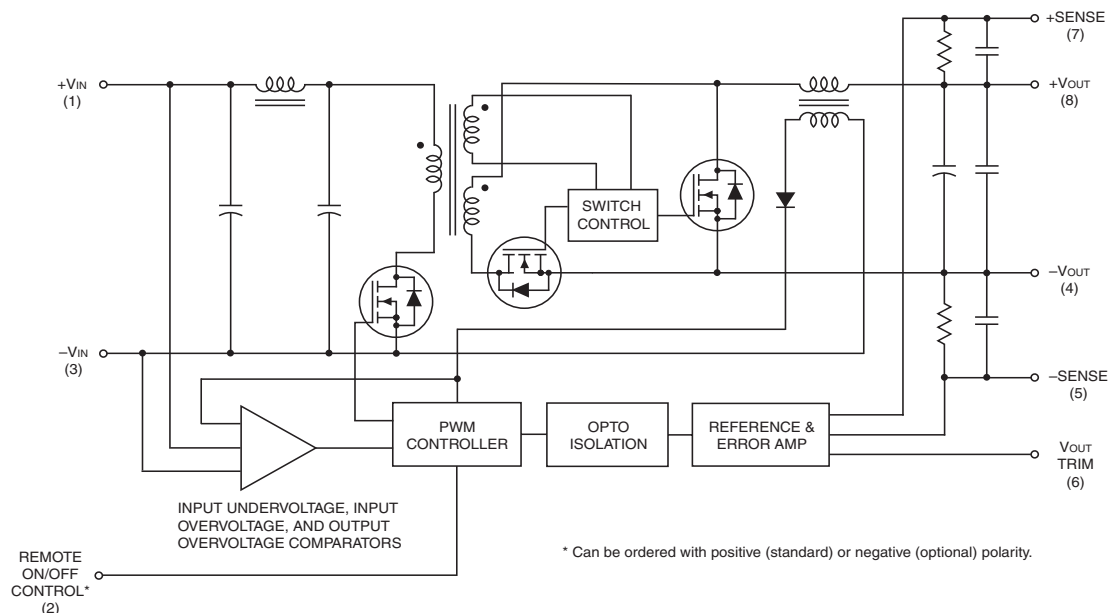 +SENSE
(7)
+VIN
(1)
+VOUT
(8)
SWITCH
CONTROL
−VOUT
(4)
−VIN
(3)
−SENSE
(5)
PWM
CONTROLLER
OPTO
ISOLATION
REFERENCE &
ERROR AMP
VOUT
TRIM
(6)
INPUT UNDERVOLTAGE, INPUT
OVERVOLTAGE, AND OUTPUT
OVERVOLTAGE COMPARATORS
* Can be ordered with positive (standard) or negative (optional) polarity.
REMOTE
ON/OFF
CONTROL*
(2)